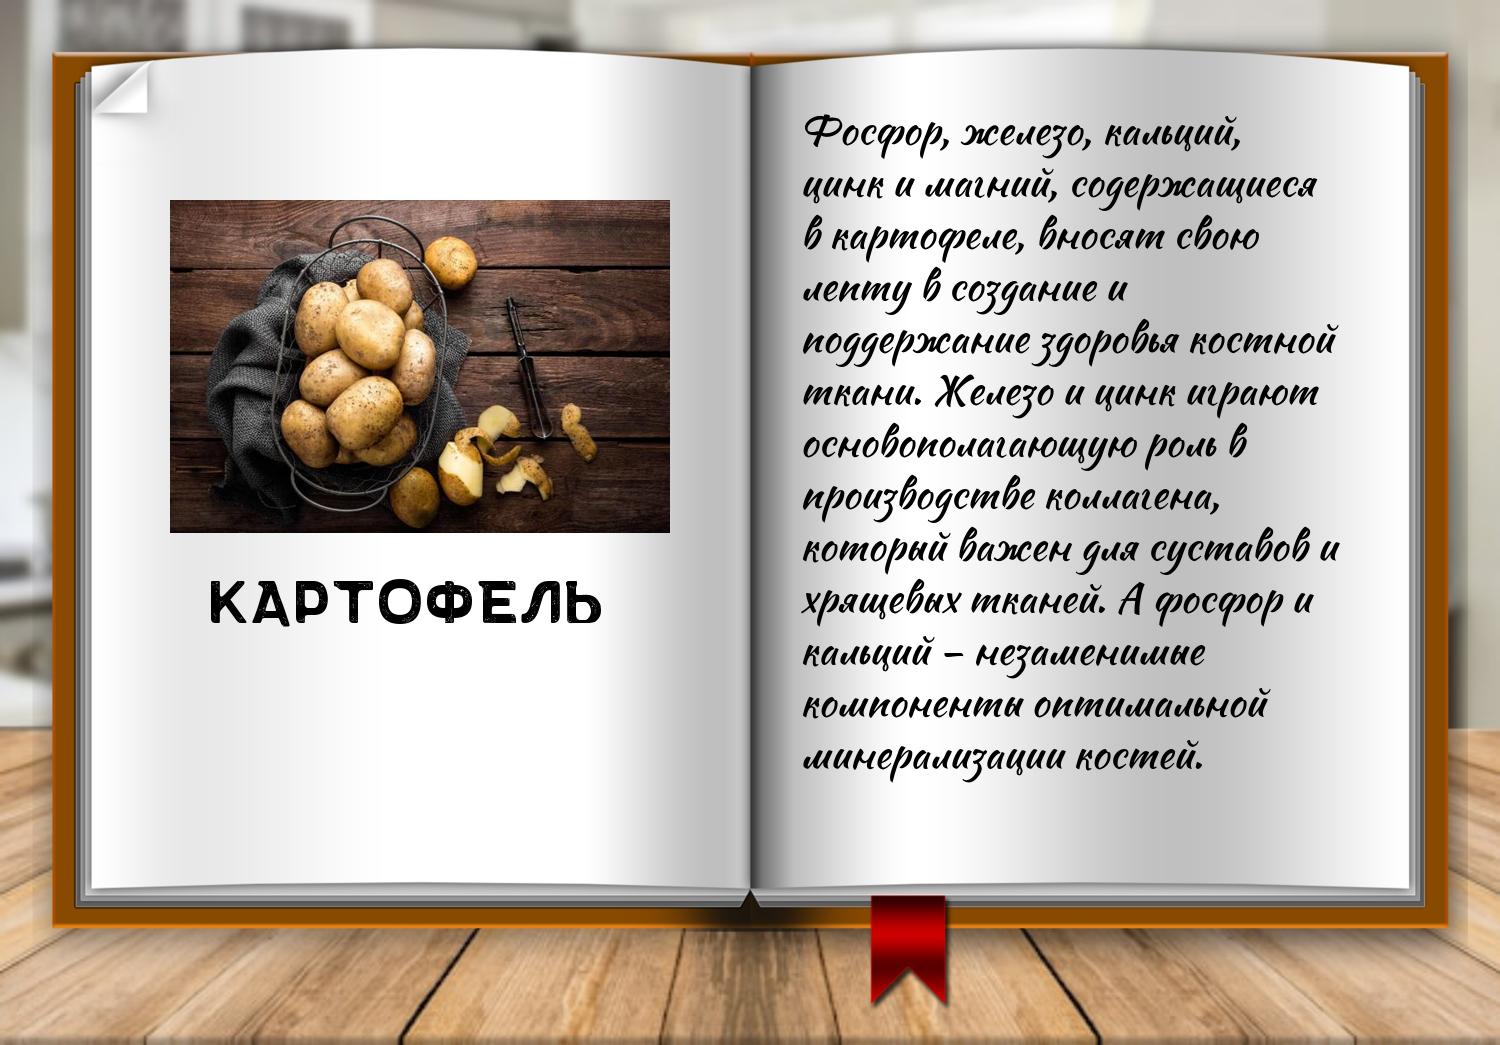 КАРТОФЕЛЬ
Фосфор, железо, кальций,
цинк и магний, содержащиеся
в картофеле, вносят свою
лепту в создание и
поддержание здоровья костной
ткани. Железо и цинк играют
основополагающую роль в
производстве коллагена,
который важен для суставов и
хрящевых тканей. А фосфор и
кальций – незаменимые
компоненты оптимальной
минерализации костей.